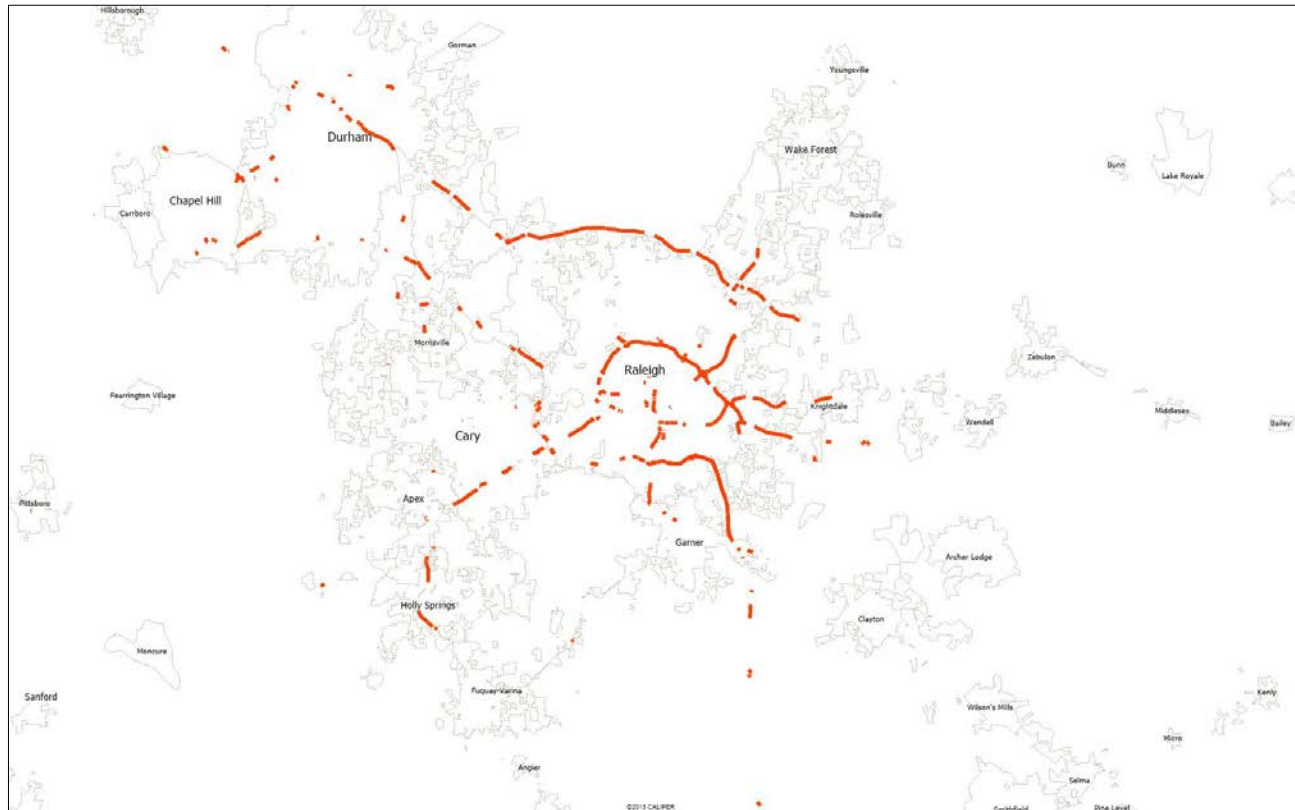 Hillsborough
Gorman
Youngsville
Durham
Wake Forest
Bunn
Lake Royale
Chapel Hill
Carrboro
Rolesville
Morrisville
Zebulon
Raleigh
Fearrington Village
Knightdale
Middlesex
Wendell
Bailey
Cary
Apex
Pittsboro
Garner
Archer Lodge
Holly Springs
Clayton
Moncure
Fuquay-Varina
Kenly
Sanford
Wilson's Mills
Micro
Angier
Selma
Smithfield
Pine Level
©2015 CALIPER